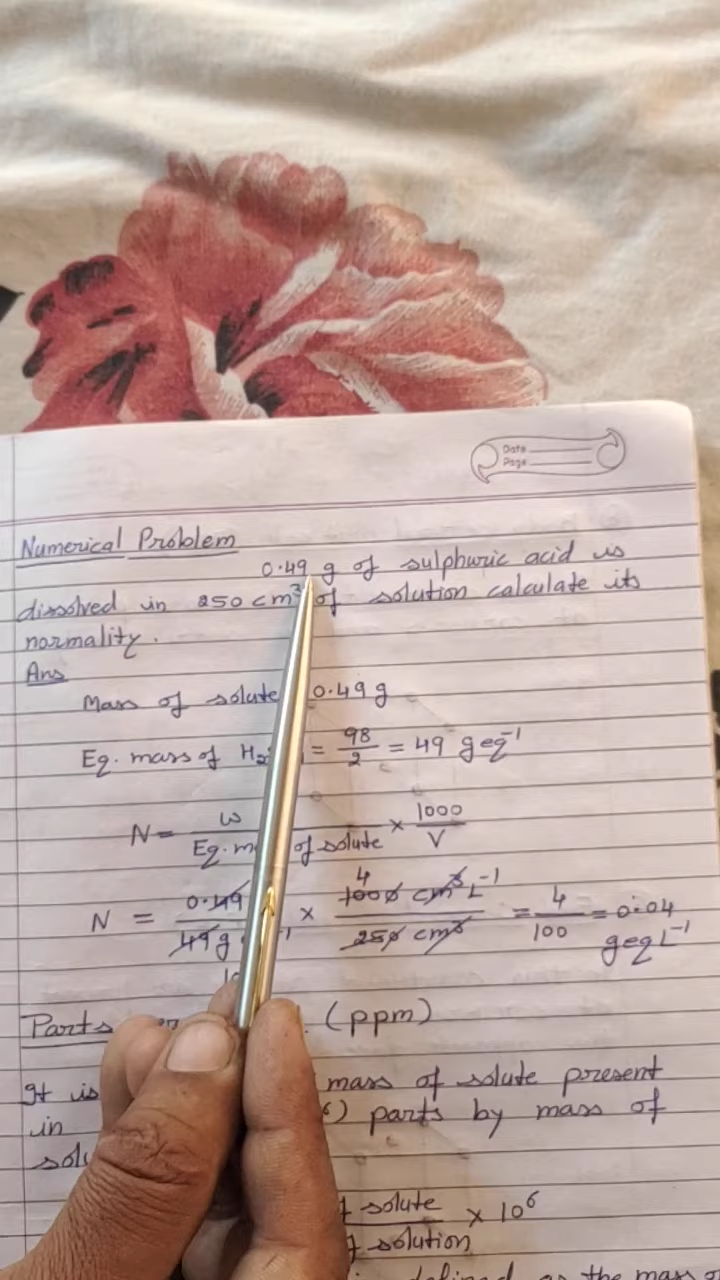 Date
Page
Numerical Problem
0.49 g of sulphuric acid is
dissolved in 250 cm³ of solution calculate its
normality.
Ans
Mass of solute 0.49 g
Eq. mass of H₂ = 98/2 = 49 g eq⁻¹
N = w/Eq. m of solute × 1000/V
N = 0.49/49 g × 4 1000 cm³ L⁻¹/250 cm³ = 4/100 = 0.04
g eq L⁻¹
Parts (ppm)
It is mass of solute present
in parts by mass of
solute × 10⁶
solution
defined as the mass